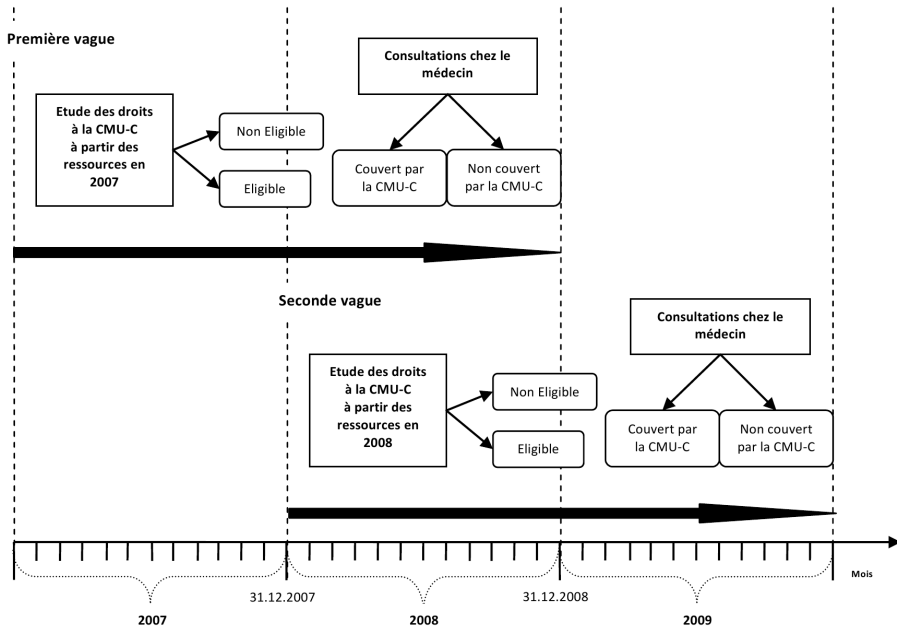 Première vague
Consultations chez le
médecin
Etude des droits
à la CMU-C
à partir des
ressources en
2007
Non Eligible
Eligible
Couvert par
la CMU-C
Non couvert
par la CMU-C
Seconde vague
Consultations chez le
médecin
Etude des droits
à la CMU-C
à partir des
ressources en
2008
Non Eligible
Eligible
Couvert par
la CMU-C
Non couvert
par la CMU-C
Mois
31.12.2007
31.12.2008
2007
2008
2009